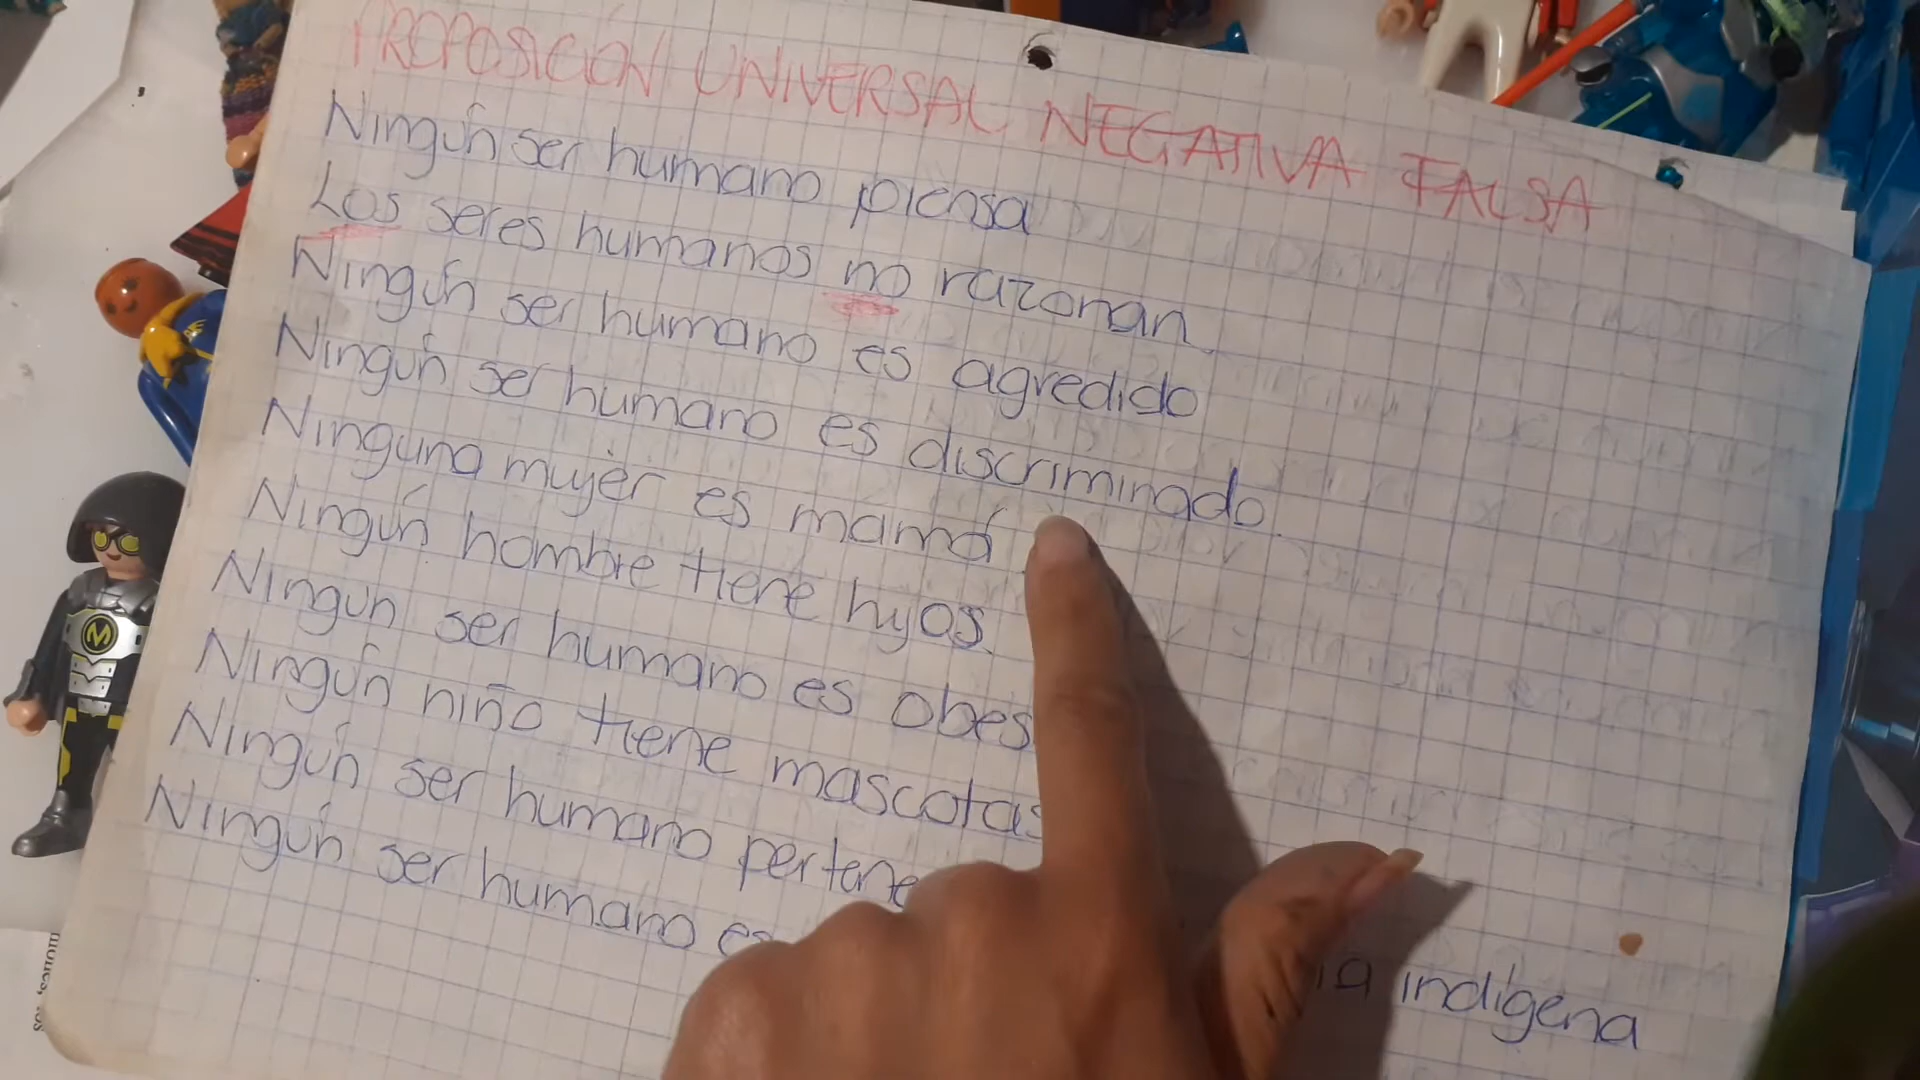 PROPOSICIÓN UNIVERSAL NEGATIVA FALSA
Ningún ser humano piensa
Los seres humanos no razonan
Ningún ser humano es agredido
Ningún ser humano es discriminado.
Ninguna mujer es mamá
Ningún hombre tiene hijos.
Ningun ser humano es obes
Ningún niño tiene mascotas
Ningún ser humano pertene indígena
Ningún ser humano es
M